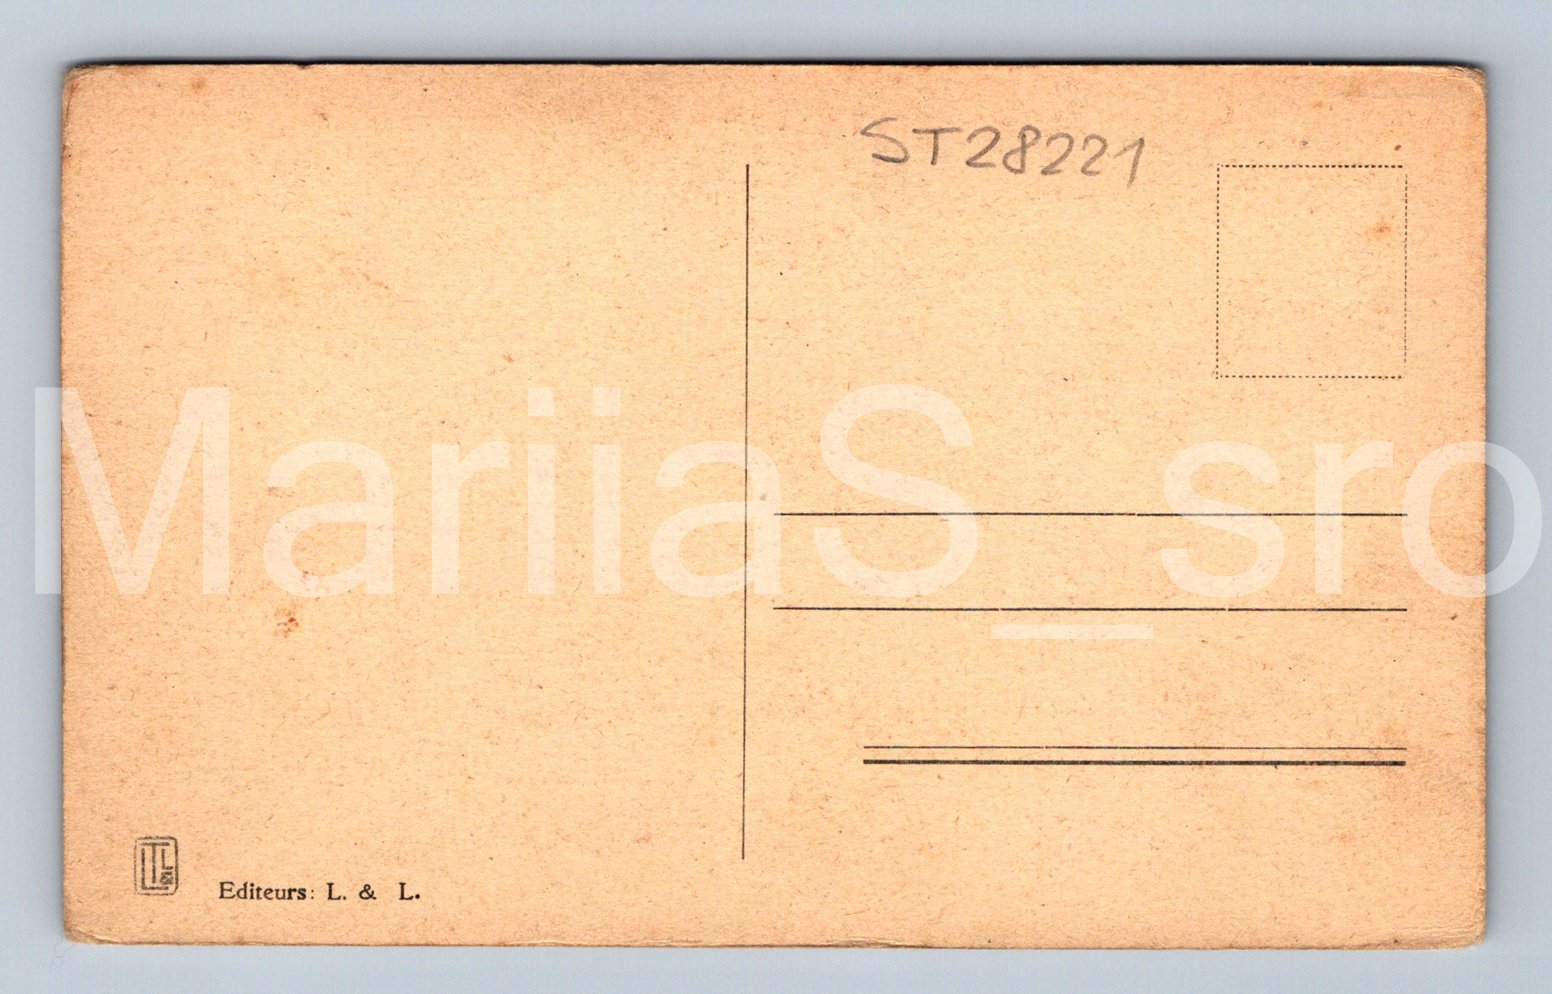 ST28221
MariiaS_sro
Editeurs: L. & L.